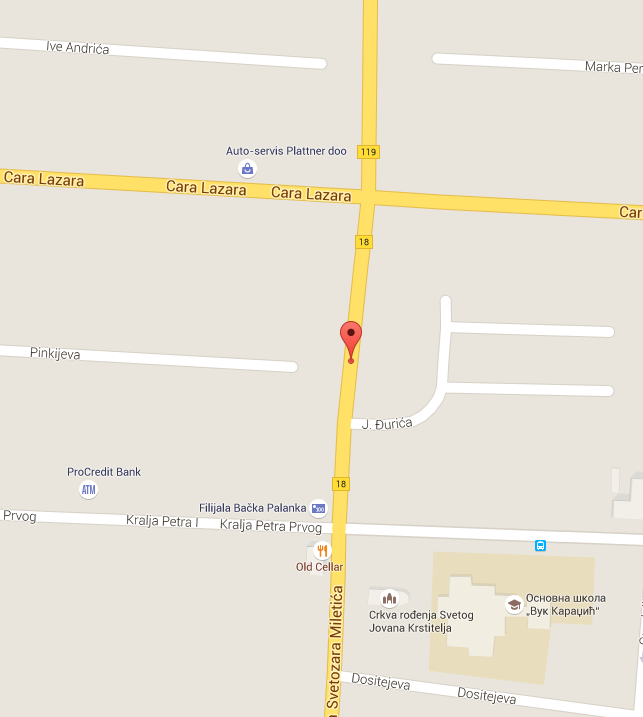 Ive Andrića
Marka Per
Auto-servis Plattner doo
119
Cara Lazara
Cara Lazara
Cara Lazara
Car
18
Pinkijeva
J. Đurića
ProCredit Bank
ATM
18
Filijala Bačka Palanka
Prvog
Kralja Petra I
Kralja Petra Prvog
Old Cellar
Основна школа
„Вук Караџић“
Crkva rođenja Svetog
Jovana Krstitelja
Svetozara Miletića
Dositejeva
Dositejeva